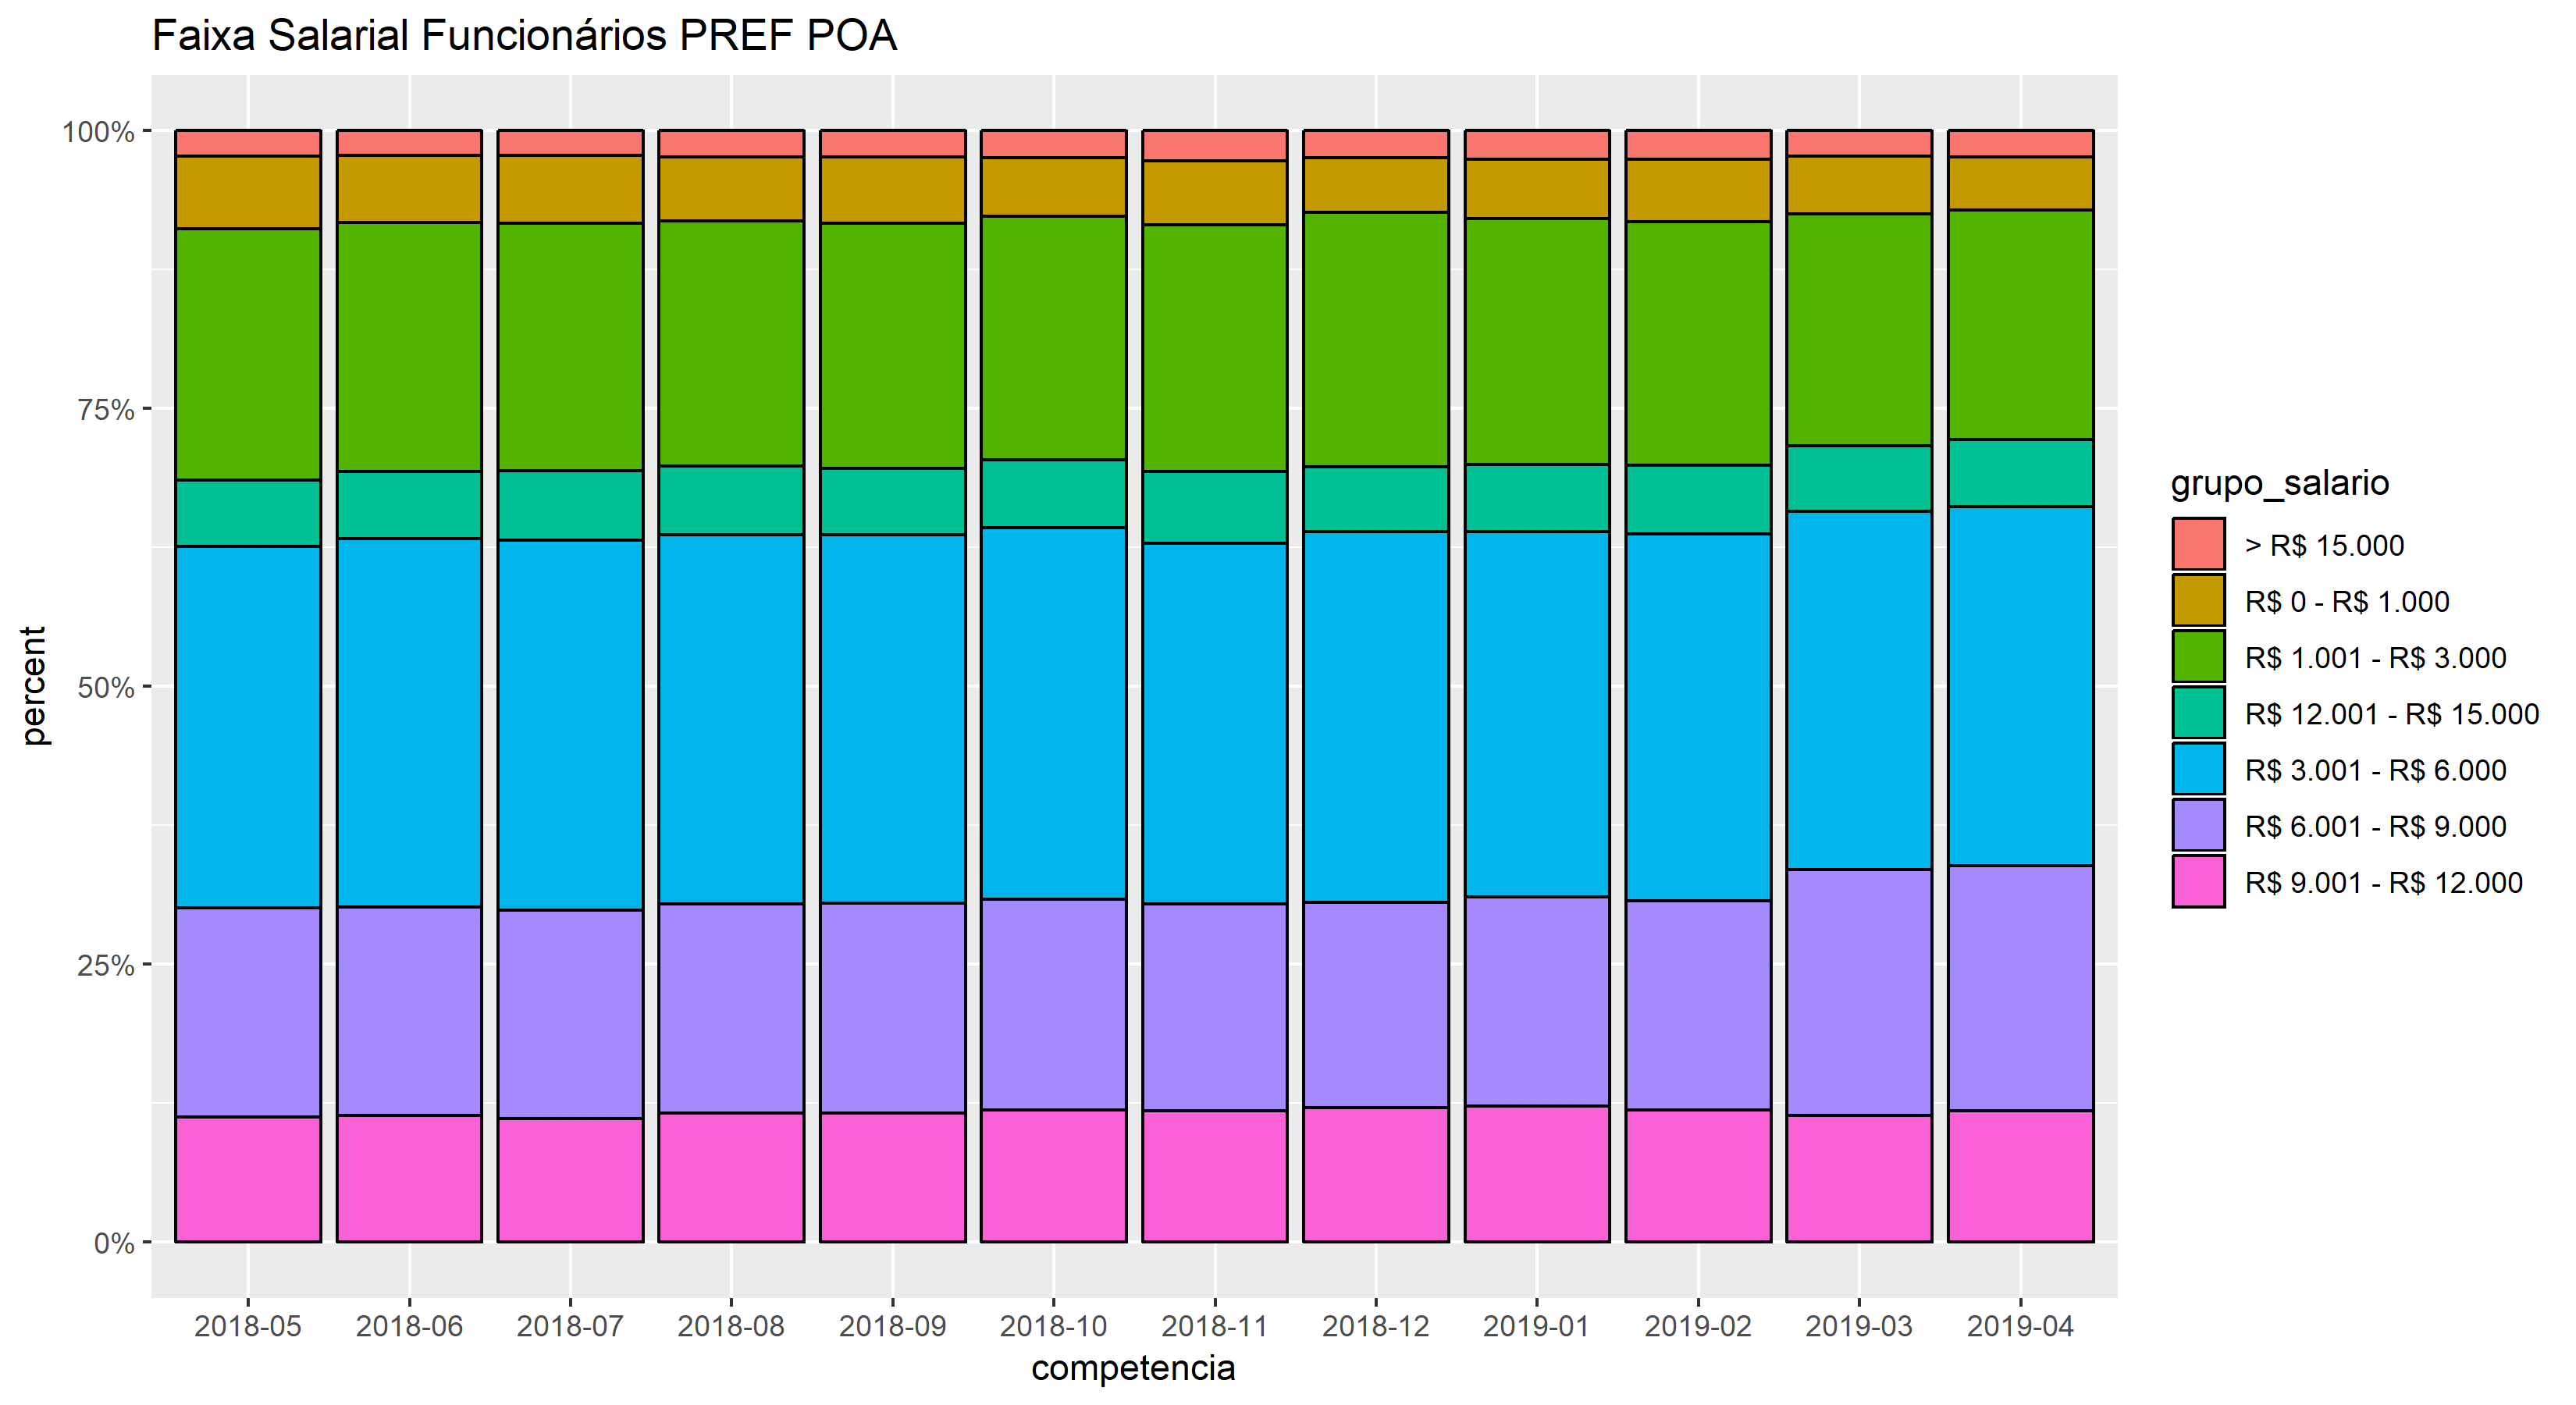 Faixa Salarial Funcionários PREF POA
100%
75%
50%
25%
0%
percent
2018-05 2018-06 2018-07 2018-08 2018-09 2018-10 2018-11 2018-12 2019-01 2019-02 2019-03 2019-04
competencia
grupo_salario
> R$ 15.000
R$ 0 - R$ 1.000
R$ 1.001 - R$ 3.000
R$ 12.001 - R$ 15.000
R$ 3.001 - R$ 6.000
R$ 6.001 - R$ 9.000
R$ 9.001 - R$ 12.000